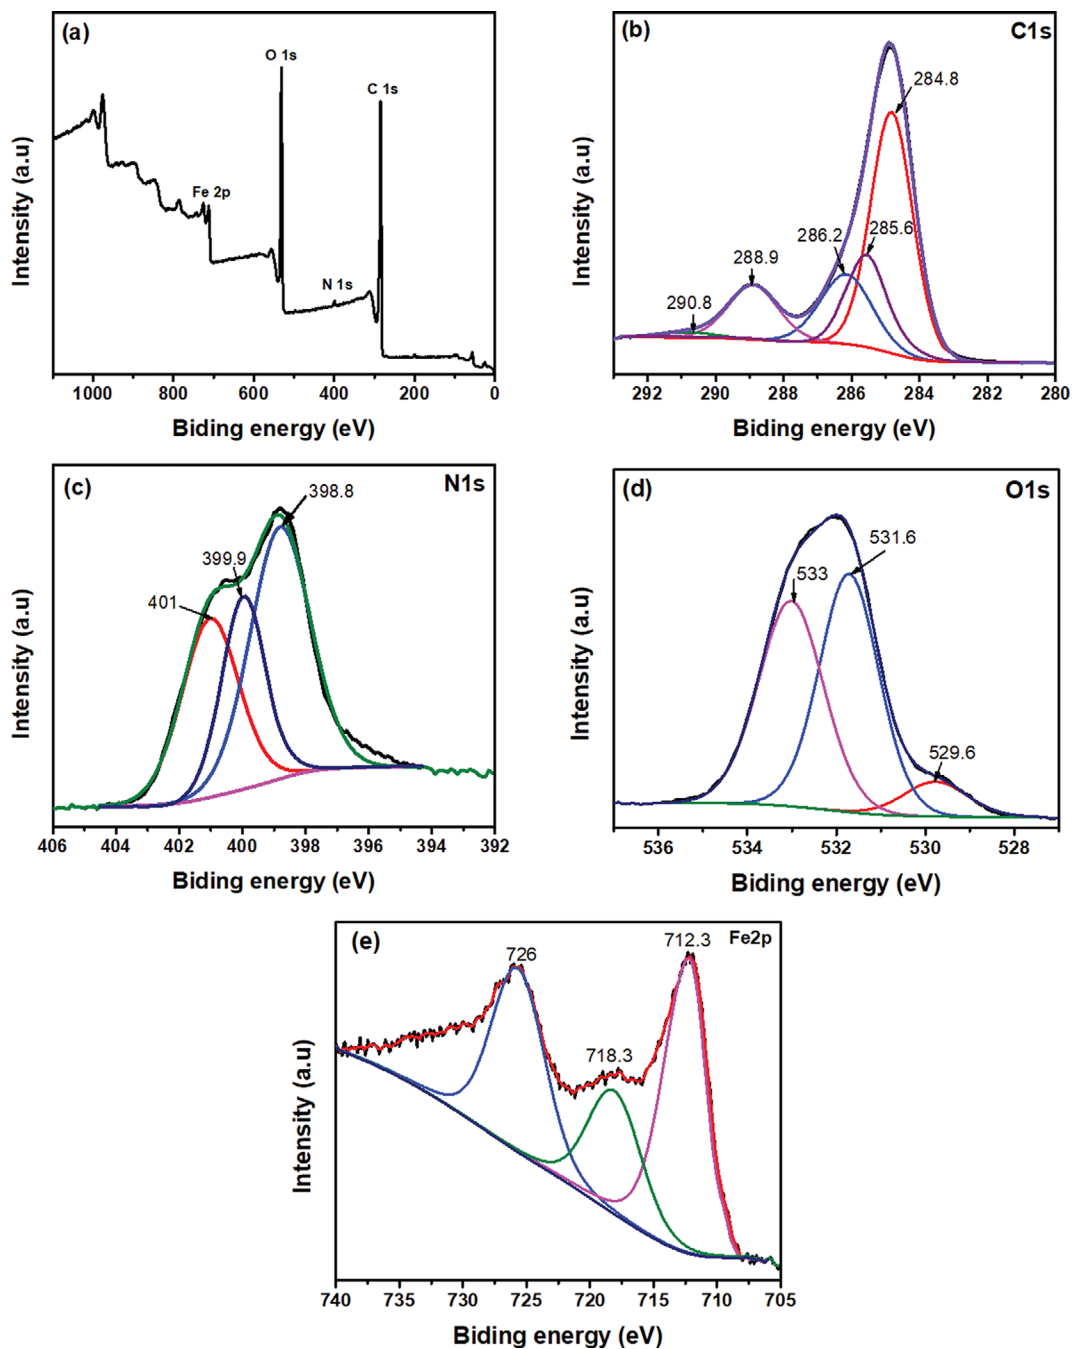 (a)
O 1s
C 1s
Fe 2p
N 1s
Intensity (a.u)
1000 800 600 400 200 0
Biding energy (eV)
(b)
C1s
284.8
285.6
286.2
288.9
290.8
Intensity (a.u)
292 290 288 286 284 282 280
Biding energy (eV)
(c)
N1s
398.8
399.9
401
Intensity (a.u)
406 404 402 400 398 396 394 392
Biding energy (eV)
(d)
O1s
531.6
533
529.6
Intensity (a.u)
536 534 532 530 528
Biding energy (eV)
(e)
Fe2p
726
712.3
718.3
Intensity (a.u)
740 735 730 725 720 715 710 705
Biding energy (eV)